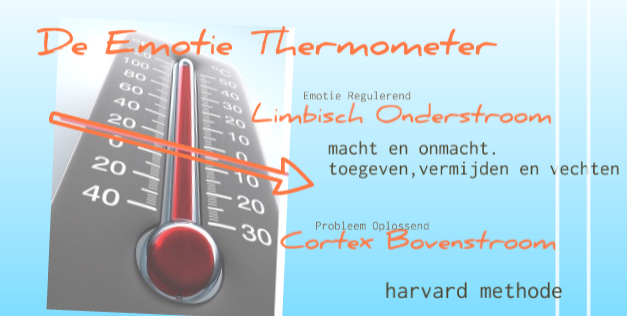 De Emotie Thermometer
°C
100
80
60
40
20
0
20
40
50
40
30
20
10
0
10
20
30
Emotie Regulerend
Limbisch Onderstroom
macht en onmacht.
toegeven,vermijden en vechten
Probleem Oplossend
Cortex Bovenstroom
harvard methode